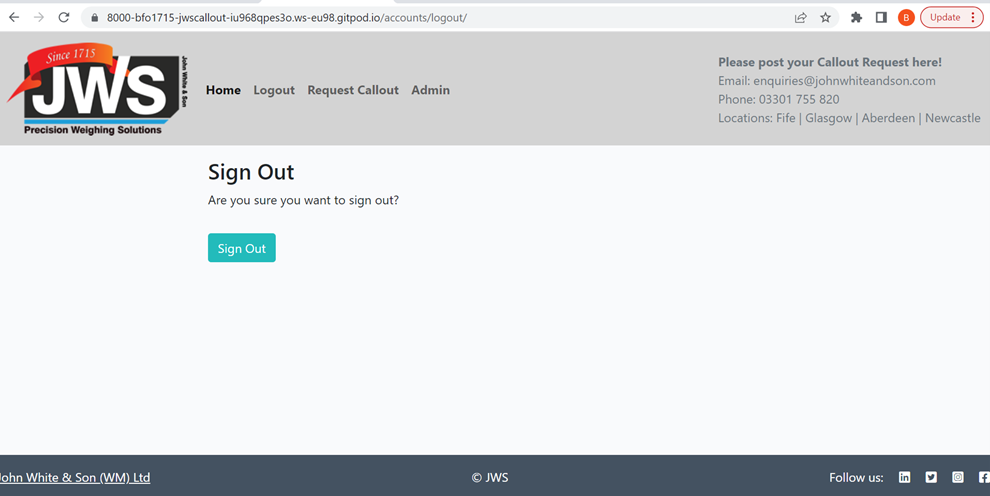 8000-bfo1715-jwscallout-iu968qpes3o.ws-eu98.gitpod.io/accounts/logout/
B
Update
Since 1715
JWS
John White & Son
Precision Weighing Solutions
Home
Logout
Request Callout
Admin
Please post your Callout Request here!
Email: enquiries@johnwhiteandson.com
Phone: 03301 755 820
Locations: Fife | Glasgow | Aberdeen | Newcastle
Sign Out
Are you sure you want to sign out?
Sign Out
John White & Son (WM) Ltd
© JWS
Follow us: